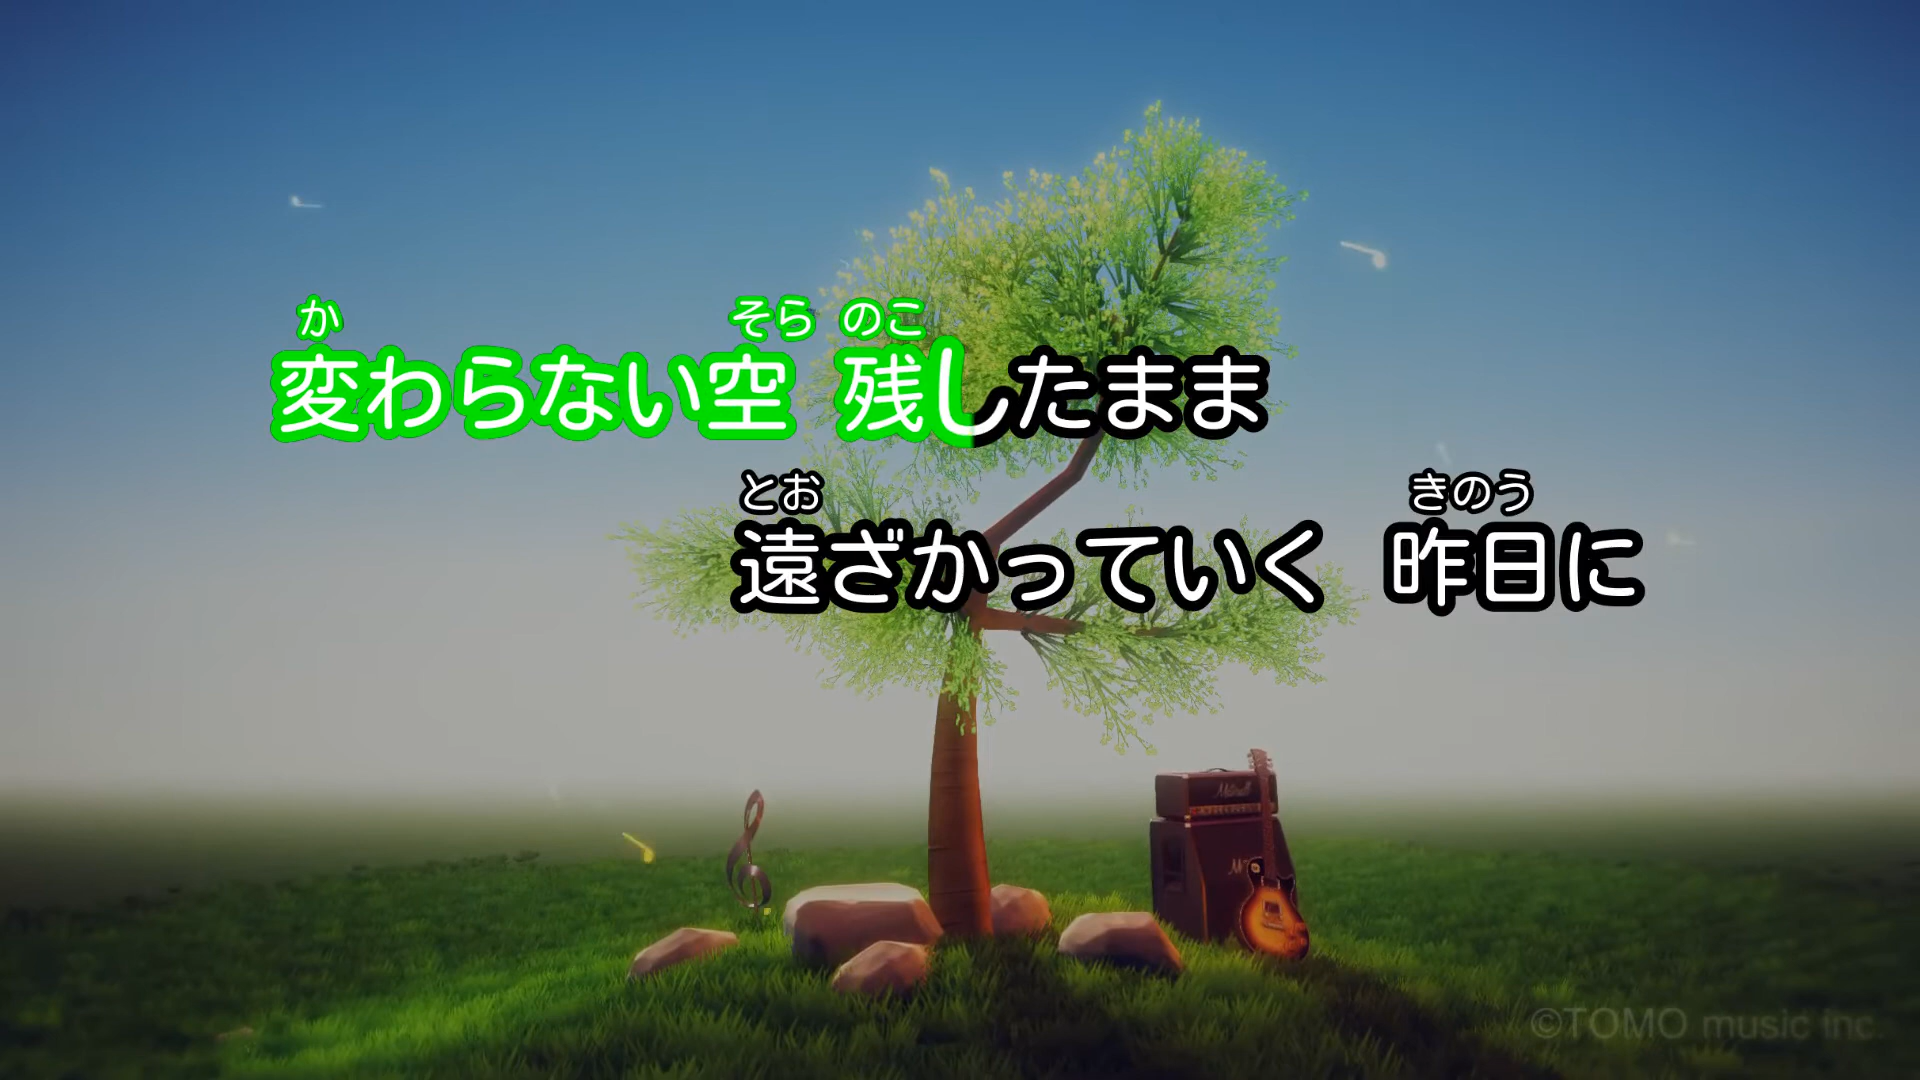 か そら のこ
変わらない空 残したまま
とお きのう
遠ざかっていく 昨日に
©TOMO music inc.